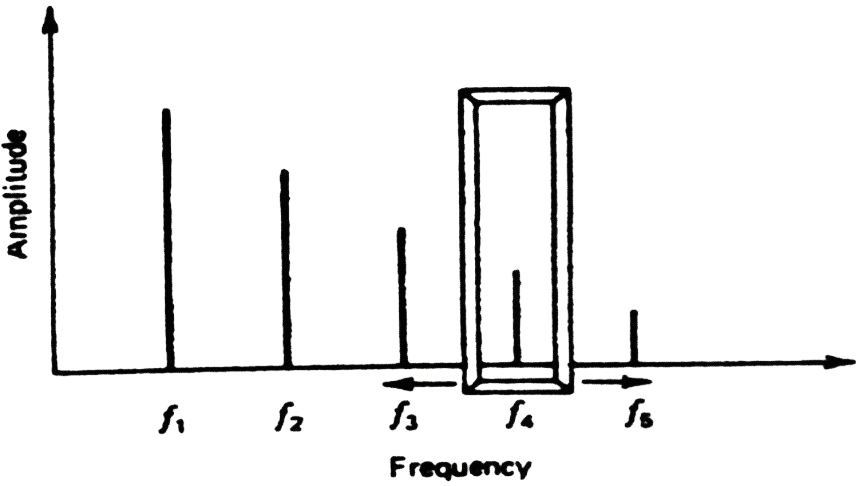 Amplitude
f₁ f₂ f₃ f₄ f₅
Frequency